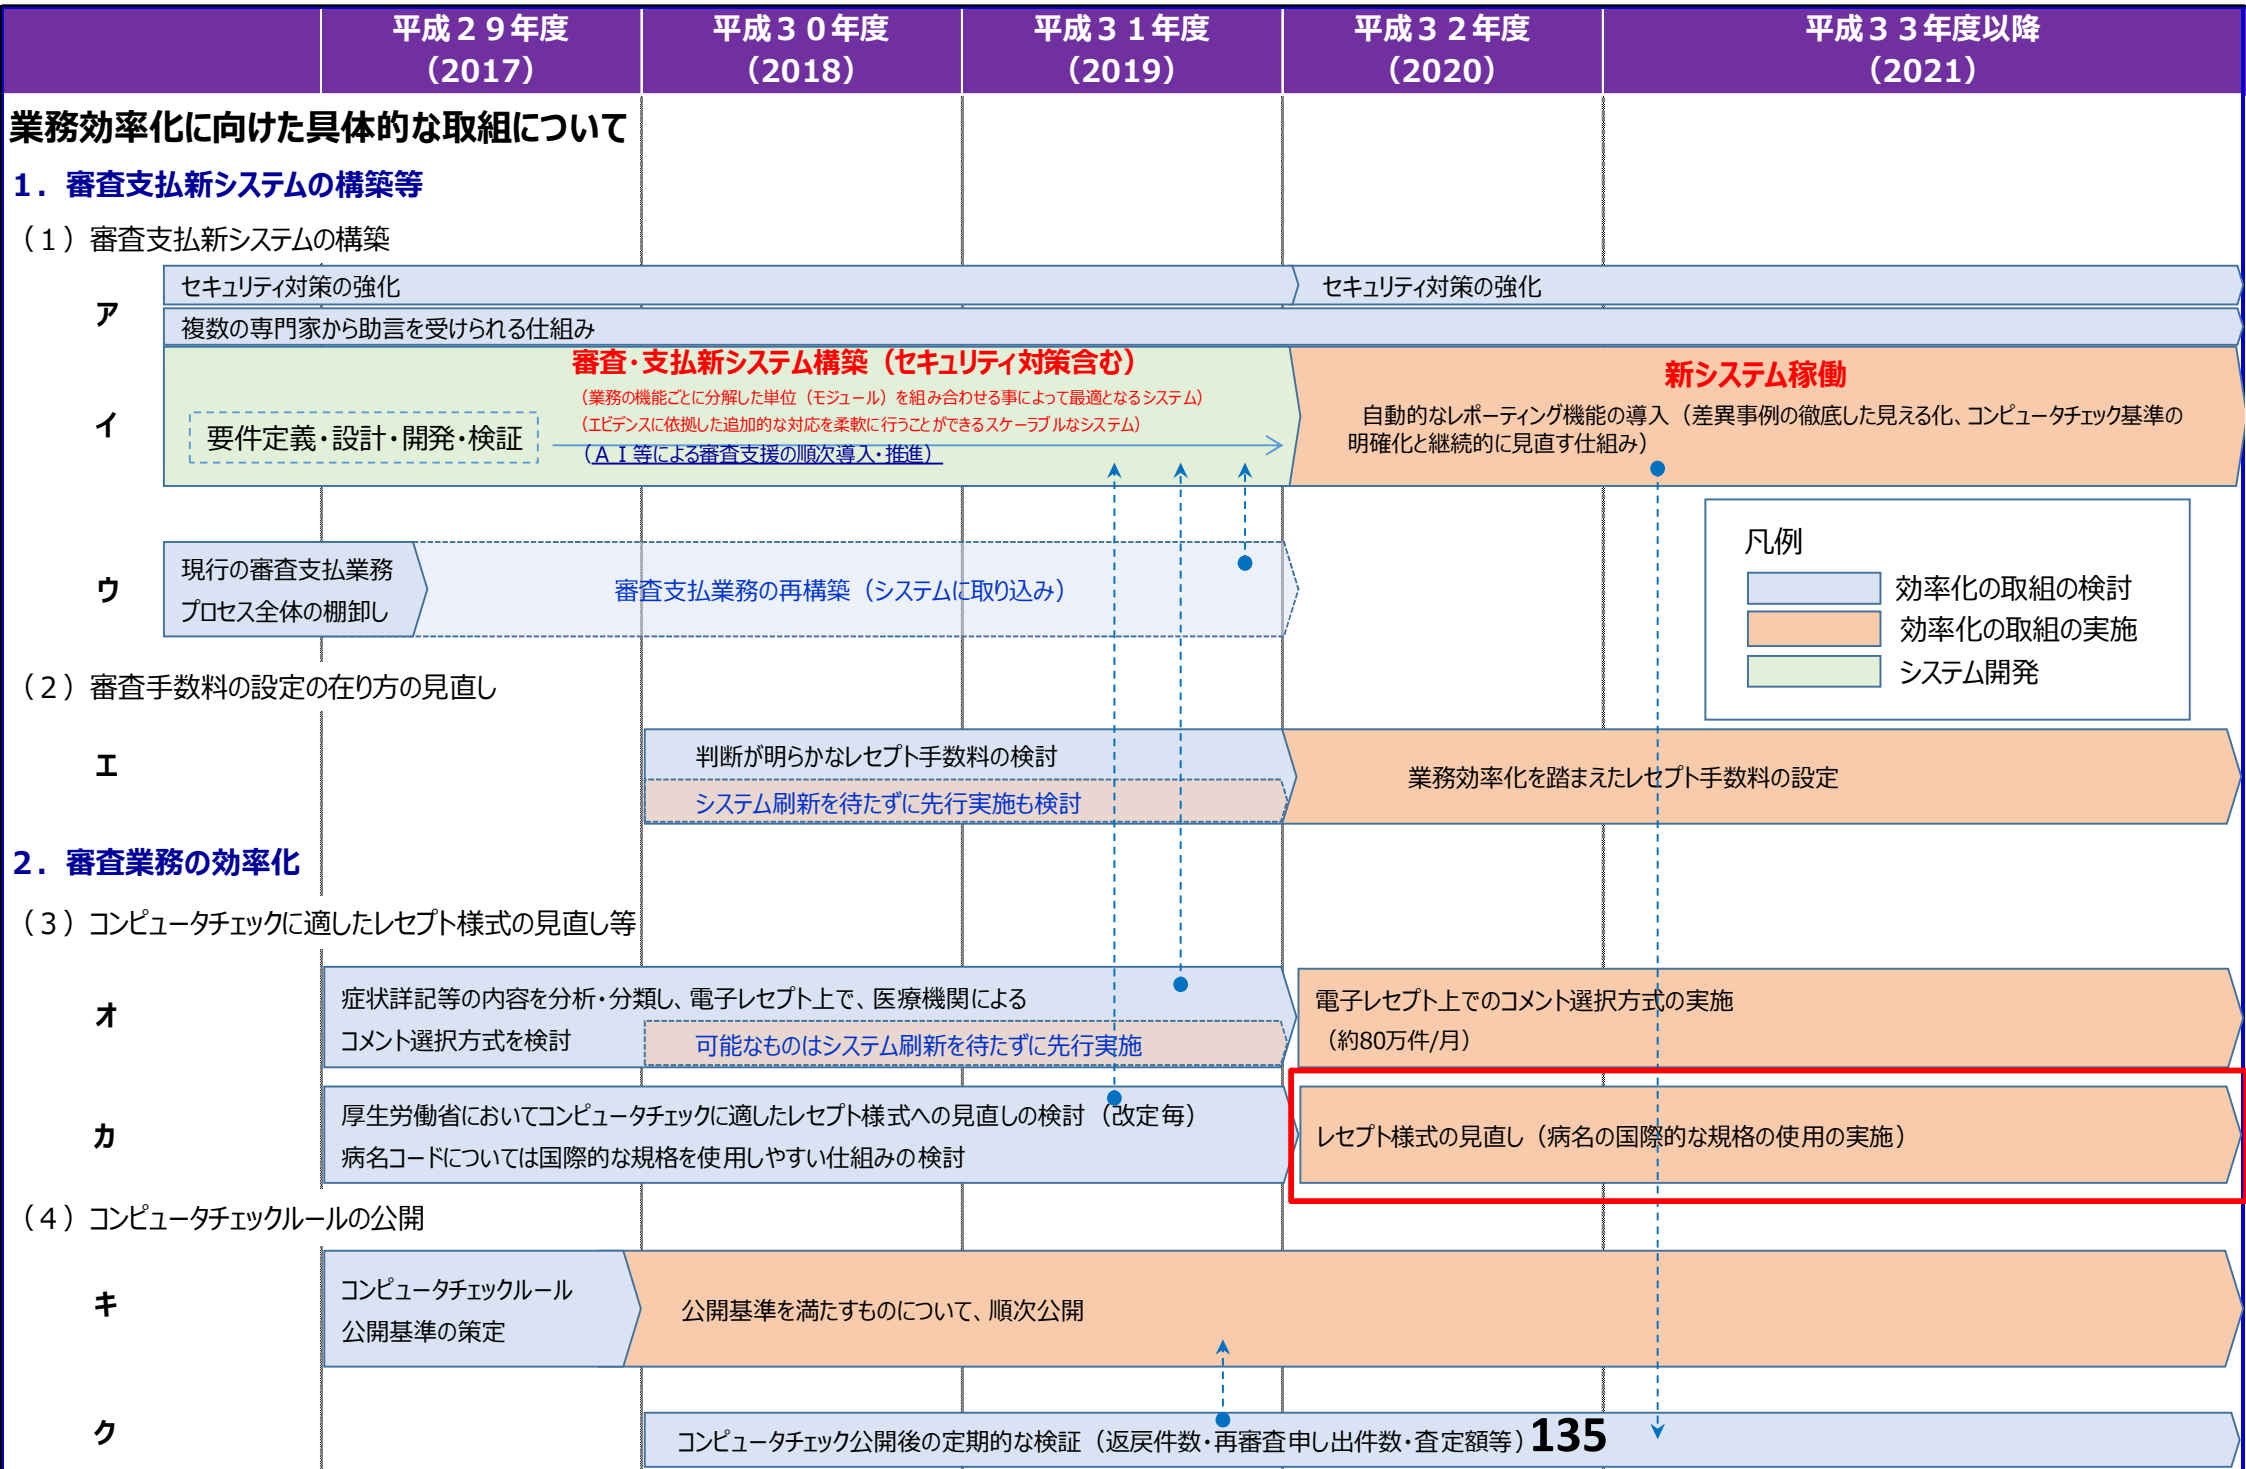 平成２９年度
（2017）
平成３０年度
（2018）
平成３１年度
（2019）
平成３２年度
（2020）
平成３３年度以降
（2021）
業務効率化に向けた具体的な取組について
１．審査支払新システムの構築等
（１）審査支払新システムの構築
ア
セキュリティ対策の強化
セキュリティ対策の強化
複数の専門家から助言を受けられる仕組み
イ
審査・支払新システム構築（セキュリティ対策含む）
（業務の機能ごとに分解した単位（モジュール）を組み合わせる事によって最適となるシステム）
（エビデンスに依拠した追加的な対応を柔軟に行うことができるスケーラブルなシステム）
（ＡＩ等による審査支援の順次導入・推進）
要件定義・設計・開発・検証
新システム稼働
自動的なレポーティング機能の導入（差異事例の徹底した見える化、コンピュータチェック基準の
明確化と継続的に見直す仕組み）
ウ
現行の審査支払業務
プロセス全体の棚卸し
審査支払業務の再構築（システムに取り込み）
凡例
効率化の取組の検討
効率化の取組の実施
システム開発
（２）審査手数料の設定の在り方の見直し
エ
判断が明らかなレセプト手数料の検討
システム刷新を待たずに先行実施も検討
業務効率化を踏まえたレセプト手数料の設定
２．審査業務の効率化
（３）コンピュータチェックに適したレセプト様式の見直し等
オ
症状詳記等の内容を分析・分類し、電子レセプト上で、医療機関による
コメント選択方式を検討
可能なものはシステム刷新を待たずに先行実施
電子レセプト上でのコメント選択方式の実施
（約80万件/月）
カ
厚生労働省においてコンピュータチェックに適したレセプト様式への見直しの検討（改定毎）
病名コードについては国際的な規格を使用しやすい仕組みの検討
レセプト様式の見直し（病名の国際的な規格の使用の実施）
（４）コンピュータチェックルールの公開
キ
コンピュータチェックルール
公開基準の策定
公開基準を満たすものについて、順次公開
ク
コンピュータチェック公開後の定期的な検証（返戻件数・再審査申し出件数・査定額等）
135